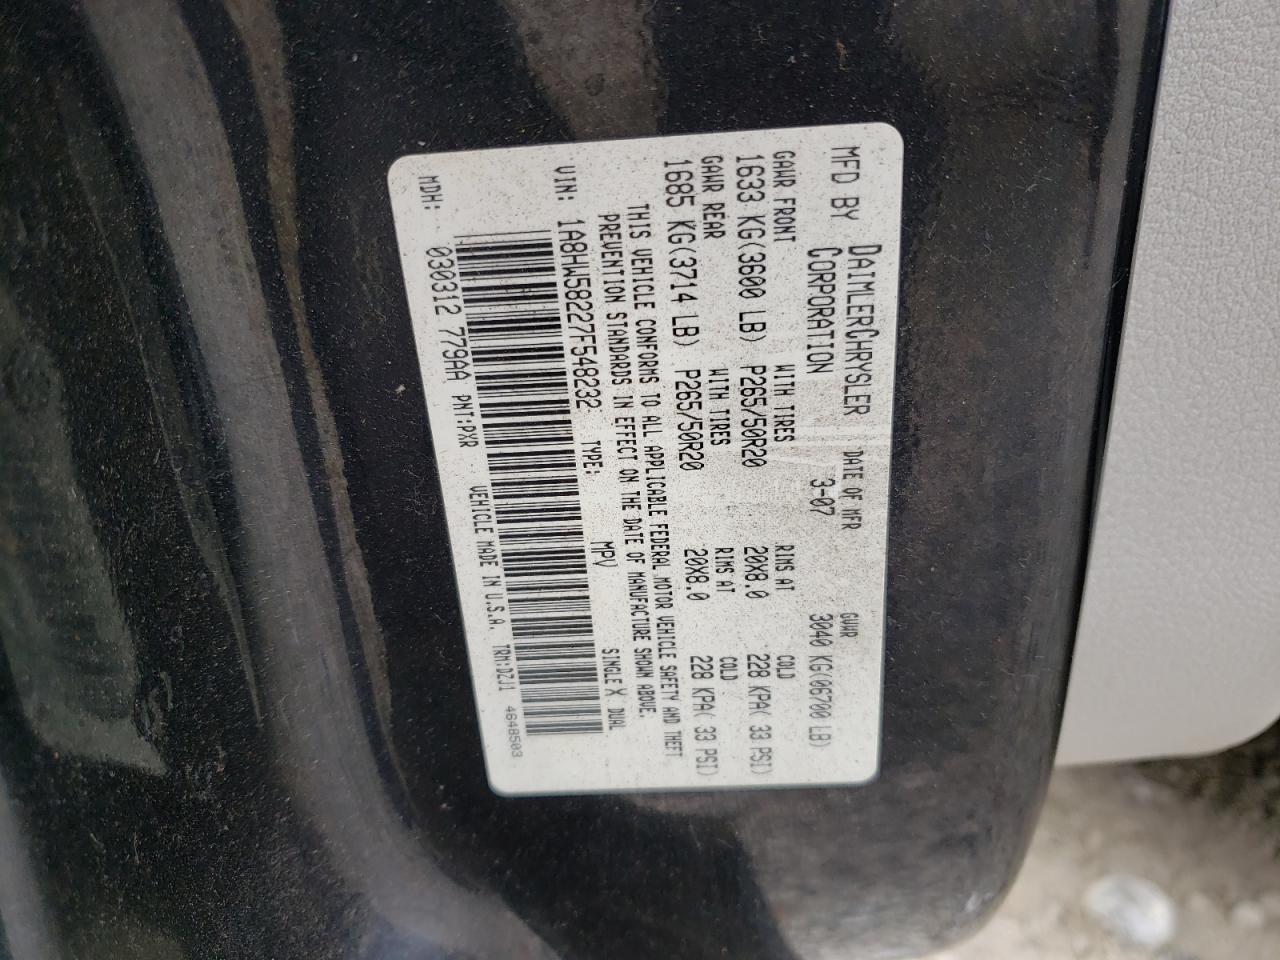 MFD BY DAIMLERCHRYSLER CORPORATION DATE OF MFR 3-07 GVWR 3040 KG(06700 LB)
GAWR FRONT WITH TIRES RIMS AT COLD
1633 KG(3600 LB) P265/50R20 20X8.0 228 KPA( 33 PSI)
GAWR REAR WITH TIRES RIMS AT COLD
1685 KG(3714 LB) P265/50R20 20X8.0 228 KPA( 33 PSI)
THIS VEHICLE CONFORMS TO ALL APPLICABLE FEDERAL MOTOR VEHICLE SAFETY AND THEFT
PREVENTION STANDARDS IN EFFECT ON THE DATE OF MANUFACTURE SHOWN ABOVE.
VIN: 1A8HW58227F548232 TYPE: MPV SINGLE X DUAL
MDH: 030312 779AA PNT:PXR VEHICLE MADE IN U.S.A. TRM:DZJ1 4648503